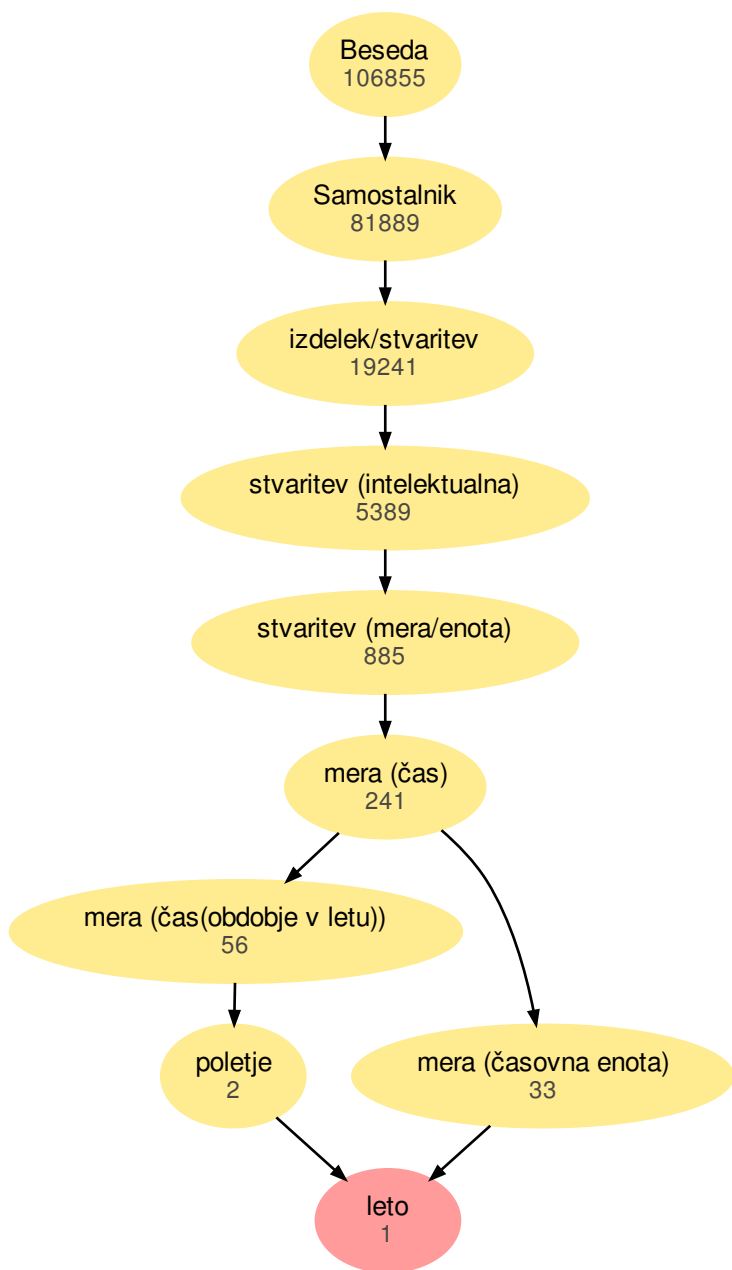 Beseda
106855
Samostalnik
81889
izdelek/stvaritev
19241
stvaritev (intelektualna)
5389
stvaritev (mera/enota)
885
mera (čas)
241
mera (čas(obdobje v letu))
56
poletje
2
mera (časovna enota)
33
leto
1